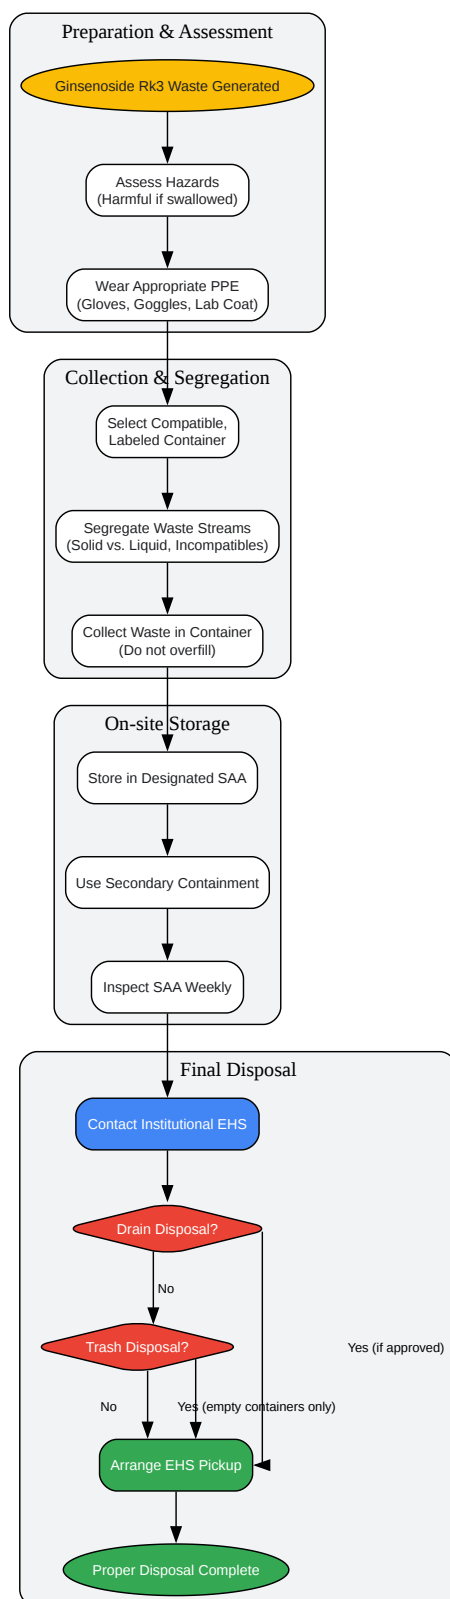 Preparation & Assessment
Ginsenoside Rk3 Waste Generated
Assess Hazards
(Harmful if swallowed)
Wear Appropriate PPE
(Gloves, Goggles, Lab Coat)
Collection & Segregation
Select Compatible,
Labeled Container
Segregate Waste Streams
(Solid vs. Liquid, Incompatibles)
Collect Waste in Container
(Do not overfill)
On-site Storage
Store in Designated SAA
Use Secondary Containment
Inspect SAA Weekly
Final Disposal
Contact Institutional EHS
Drain Disposal?
No
Trash Disposal?
Yes (if approved)
No
Yes (empty containers only)
Arrange EHS Pickup
Proper Disposal Complete